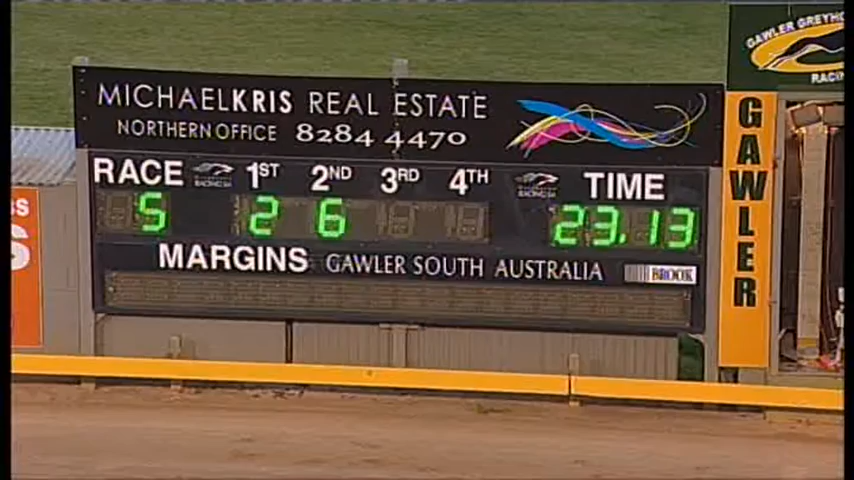 GAWLER GREYHO
RACIN
MICHAELKRIS REAL ESTATE
NORTHERN OFFICE 8284 4470
RACE 1ST 2ND 3RD 4TH TIME
5 2 6 23.13
MARGINS GAWLER SOUTH AUSTRALIA BROOK
GAWLER
S
S